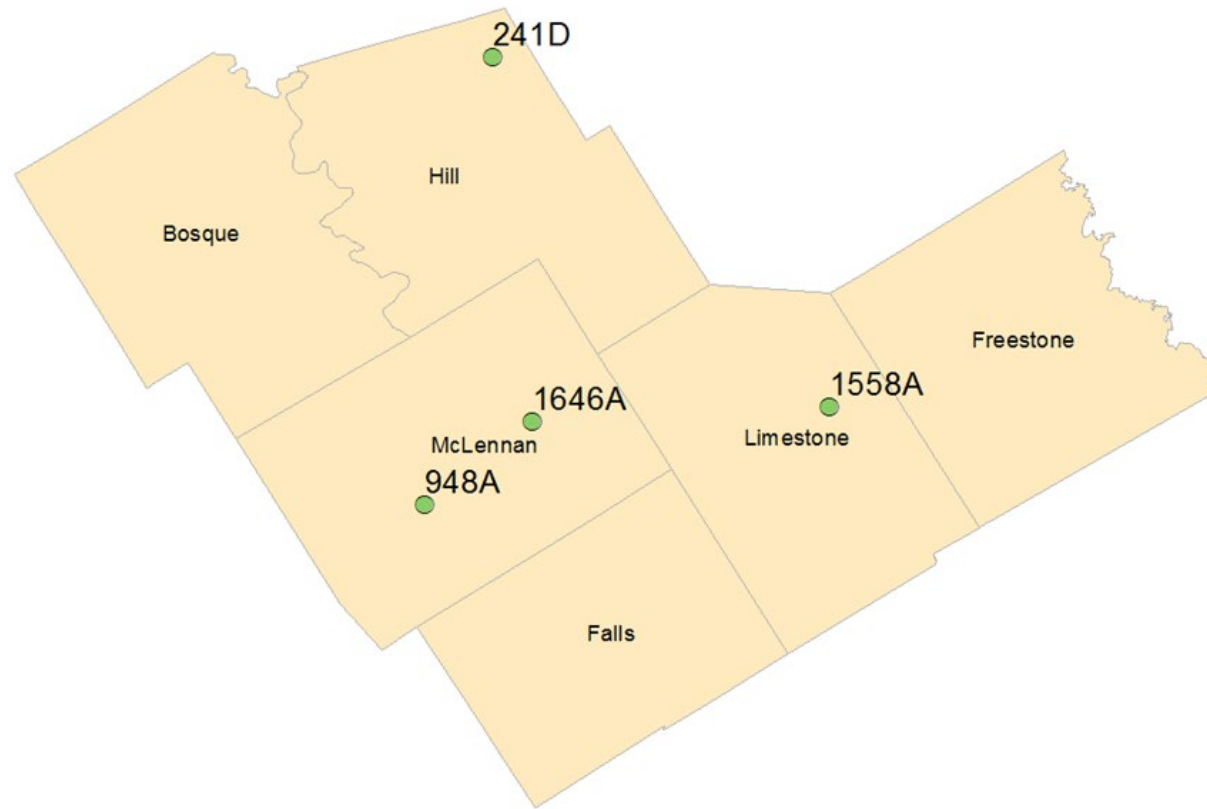 241D
Hill
Bosque
Freestone
1558A
1646A
Limestone
McLennan
948A
Falls